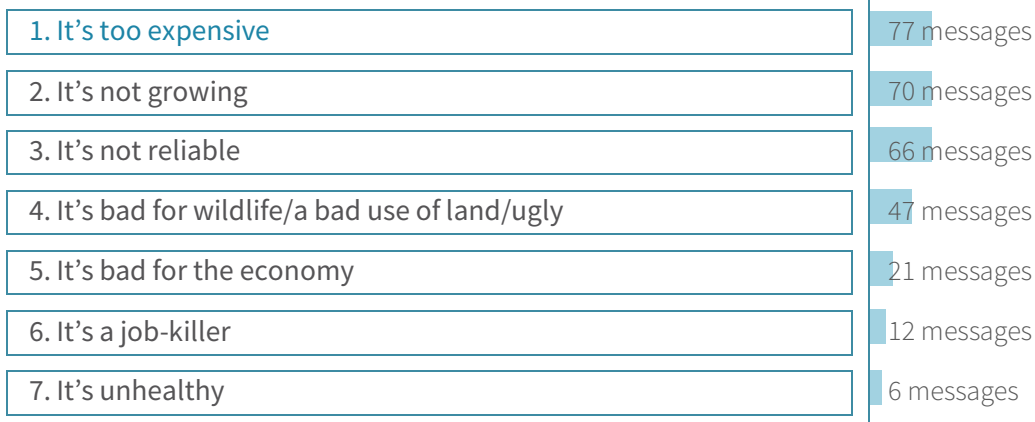 1. It’s too expensive 77 messages
2. It’s not growing 70 messages
3. It’s not reliable 66 messages
4. It’s bad for wildlife/a bad use of land/ugly 47 messages
5. It’s bad for the economy 21 messages
6. It’s a job-killer 12 messages
7. It’s unhealthy 6 messages